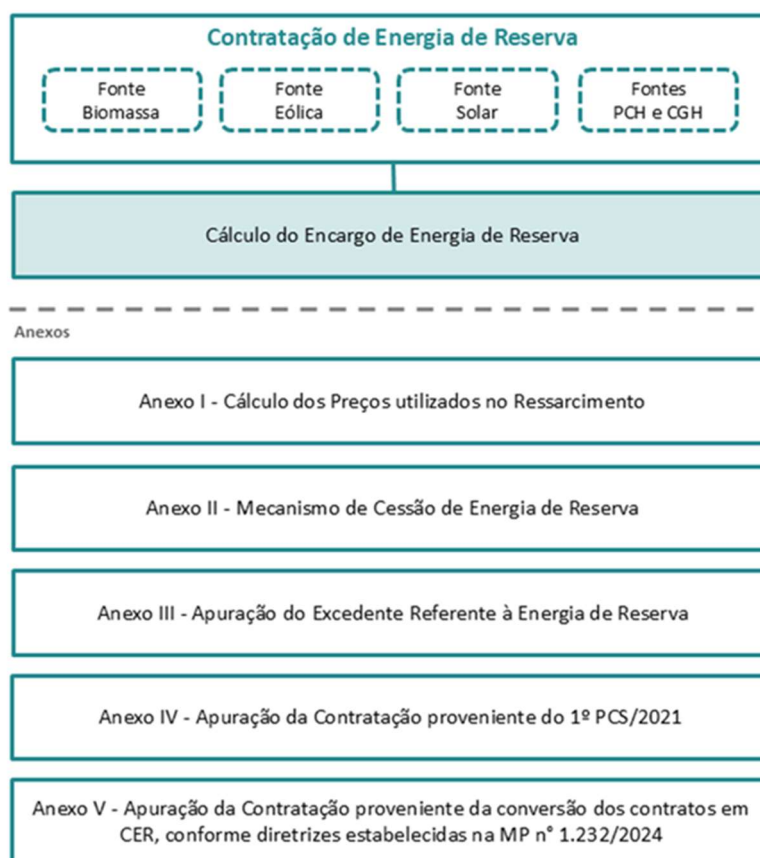 Contratação de Energia de Reserva
Fonte
Biomassa
Fonte
Eólica
Fonte
Solar
Fontes
PCH e CGH
Cálculo do Encargo de Energia de Reserva
Anexos
Anexo I - Cálculo dos Preços utilizados no Ressarcimento
Anexo II - Mecanismo de Cessão de Energia de Reserva
Anexo III - Apuração do Excedente Referente à Energia de Reserva
Anexo IV - Apuração da Contratação proveniente do 1º PCS/2021
Anexo V - Apuração da Contratação proveniente da conversão dos contratos em
CER, conforme diretrizes estabelecidas na MP n° 1.232/2024